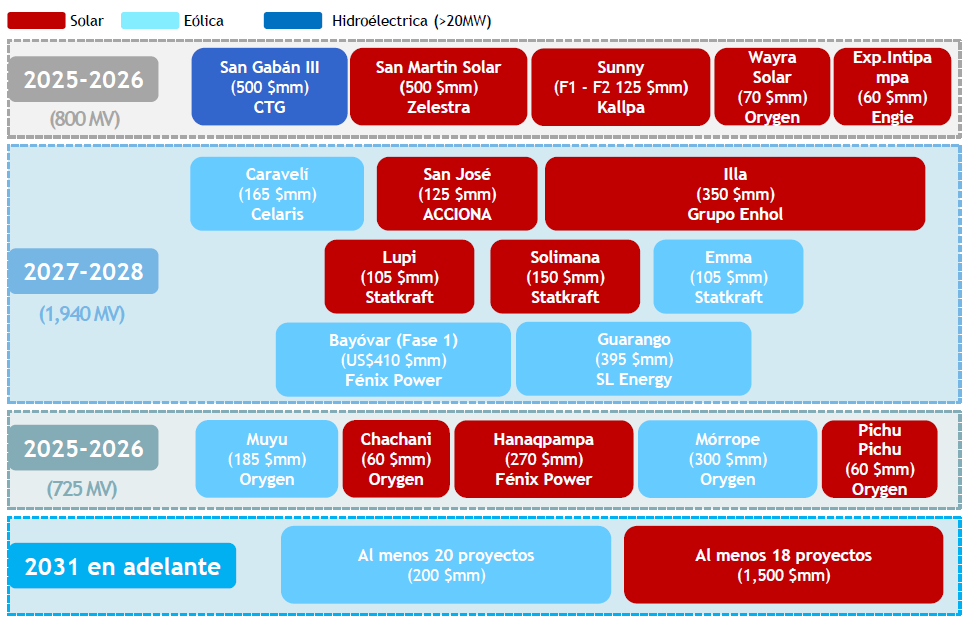 Solar
Eólica
Hidroélectrica (>20MW)
2025-2026
(800 MV)
San Gabán III
(500 $mm)
CTG
San Martin Solar
(500 $mm)
Zelestra
Sunny
(F1 - F2 125 $mm)
Kallpa
Wayra
Solar
(70 $mm)
Orygen
Exp.Intipa
mpa
(60 $mm)
Engie
2027-2028
(1,940 MV)
Caravelí
(165 $mm)
Celaris
San José
(125 $mm)
ACCIONA
Illa
(350 $mm)
Grupo Enhol
Lupi
(105 $mm)
Statkraft
Solimana
(150 $mm)
Statkraft
Emma
(105 $mm)
Statkraft
Bayóvar (Fase 1)
(US$410 $mm)
Fénix Power
Guarango
(395 $mm)
SL Energy
2025-2026
(725 MV)
Muyu
(185 $mm)
Orygen
Chachani
(60 $mm)
Orygen
Hanaqpampa
(270 $mm)
Fénix Power
Mórrope
(300 $mm)
Orygen
Pichu
Pichu
(60 $mm)
Orygen
2031 en adelante
Al menos 20 proyectos
(200 $mm)
Al menos 18 proyectos
(1,500 $mm)